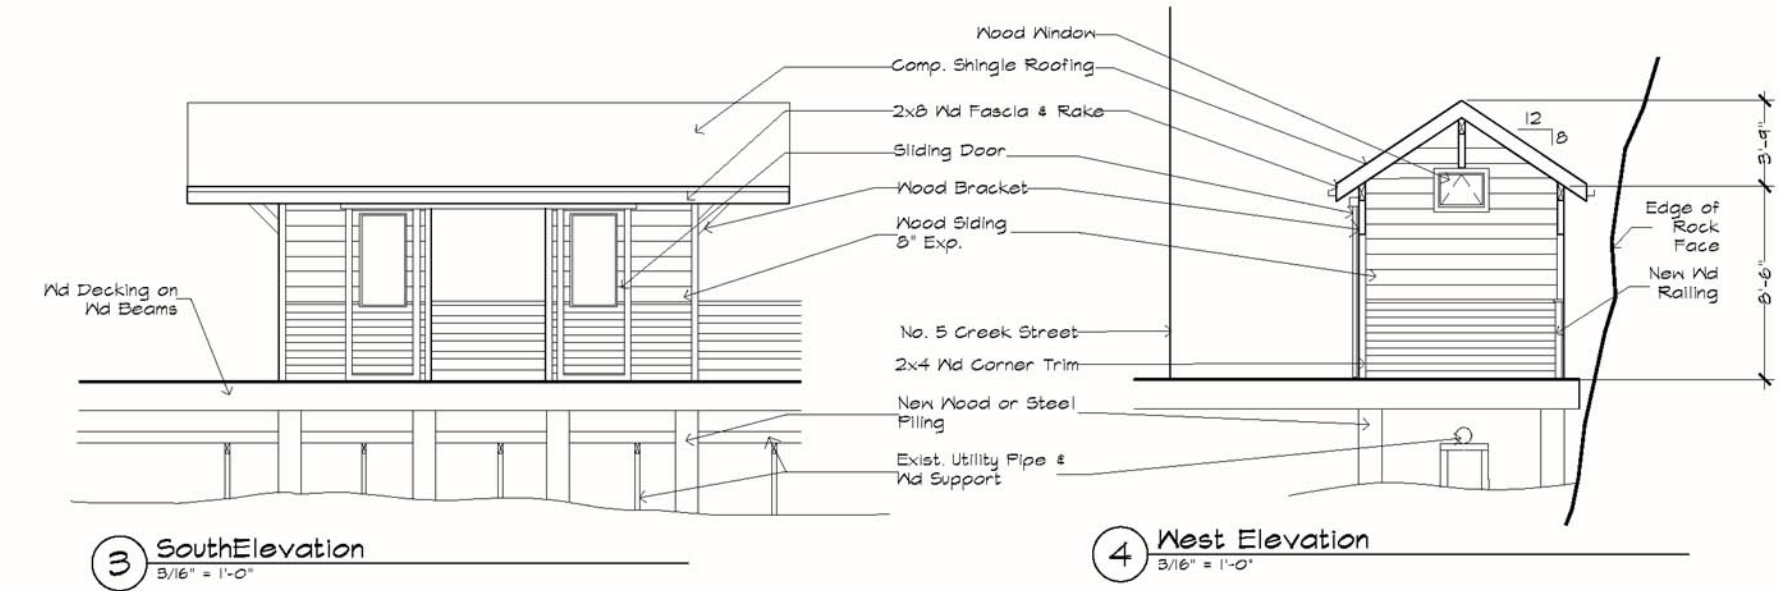 Wood Window
Comp. Shingle Roofing
2x8 Wd Fascia & Rake
Sliding Door
Wood Bracket
Wood Siding
8" Exp.
Wd Decking on
Wd Beams
No. 5 Creek Street
2x4 Wd Corner Trim
New Wood or Steel
Piling
Exist. Utility Pipe &
Wd Support
12
8
3'-9"
8'-6"
Edge of
Rock
Face
New Wd
Railing
3 SouthElevation
3/16" = 1'-0"
4 West Elevation
3/16" = 1'-0"